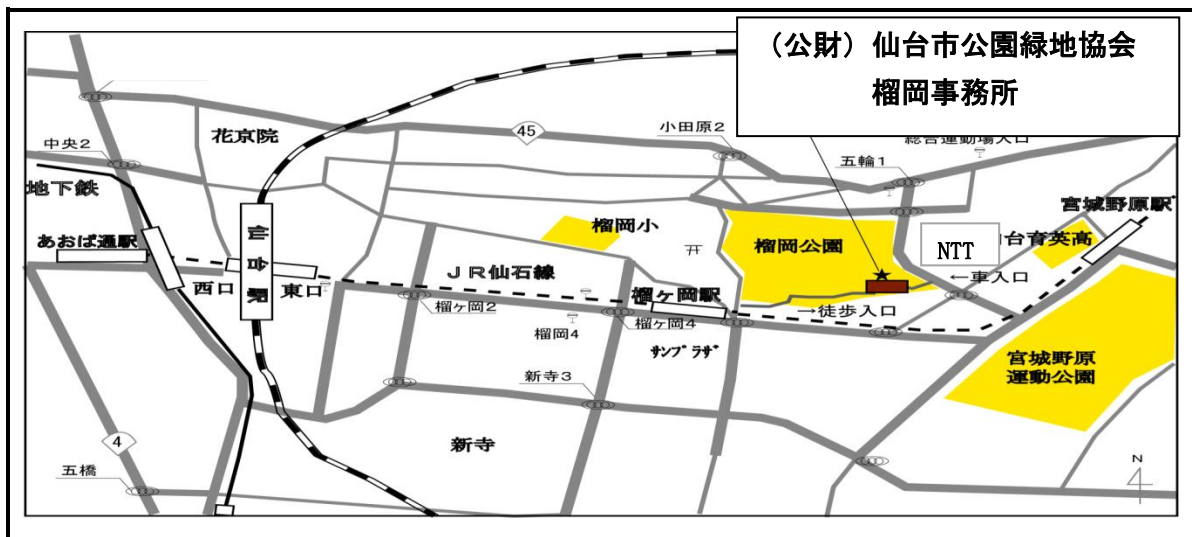 （公財）仙台市公園緑地協会
榴岡事務所
花京院
45
小田原2
総合運動場入口
中央2
五輪1
地下鉄
宮城野原駅
榴岡小
榴岡公園
NTT
台育英高
あおば通駅
仙台駅
西口
東口
ＪＲ仙石線
榴ヶ岡駅
←車入口
→徒歩入口
榴ヶ岡2
榴岡4
榴ヶ岡4
ｻﾝﾌﾟﾗｻﾞ
宮城野原
運動公園
新寺3
4
新寺
五橋
N